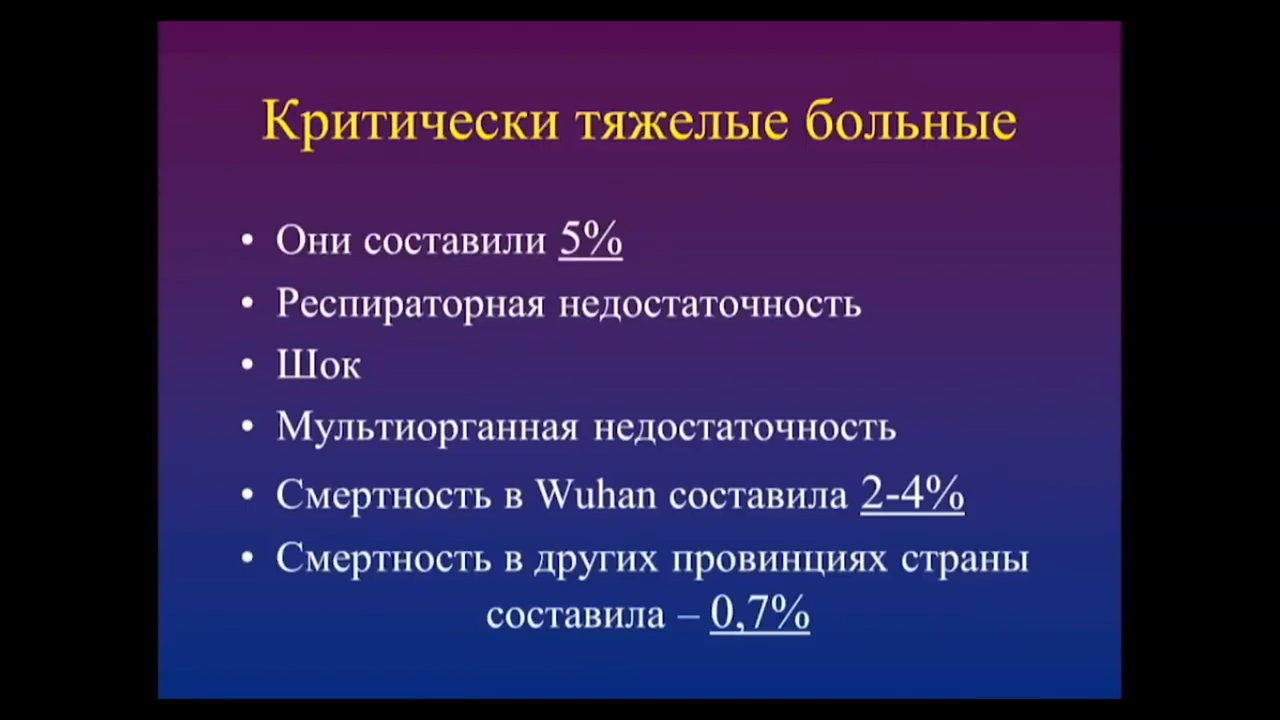 Критически тяжелые больные
• Они составили 5%
• Респираторная недостаточность
• Шок
• Мультиорганная недостаточность
• Смертность в Wuhan составила 2-4%
• Смертность в других провинциях страны
составила – 0,7%